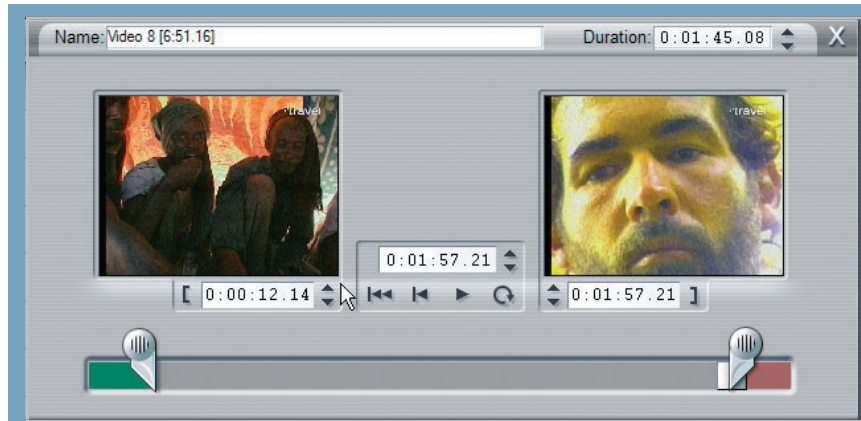 Name: Video 8 [6:51.16] Duration: 0:01:45.08 X
travel
travel
0:01:57.21
[ 0:00:12.14
0:01:57.21 ]